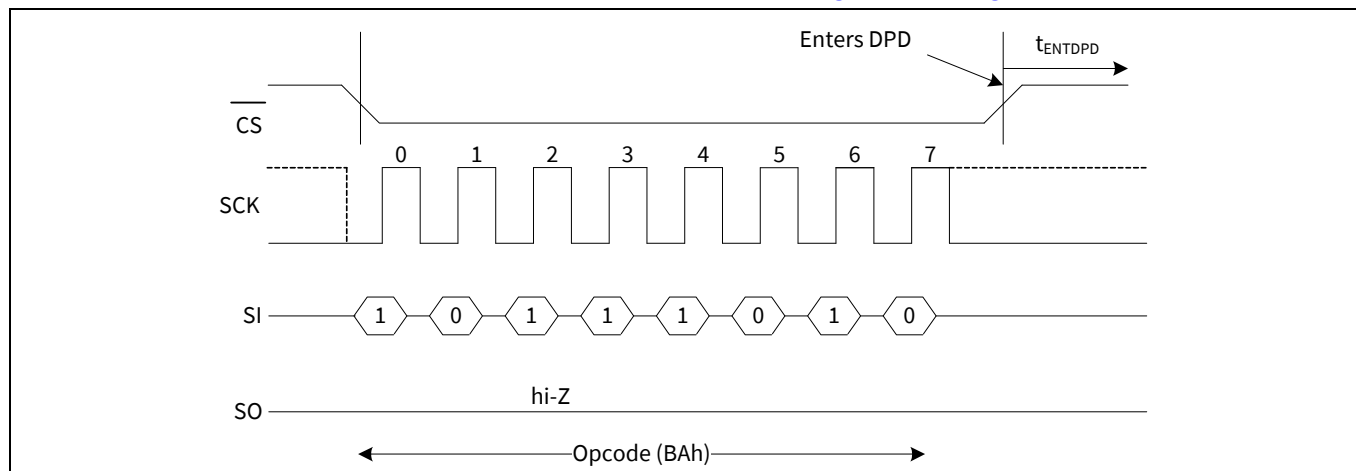 Enters DPD
tENTDPD
CS
0 1 2 3 4 5 6 7
SCK
SI 1 0 1 1 1 0 1 0
hi-Z
SO
Opcode (BAh)